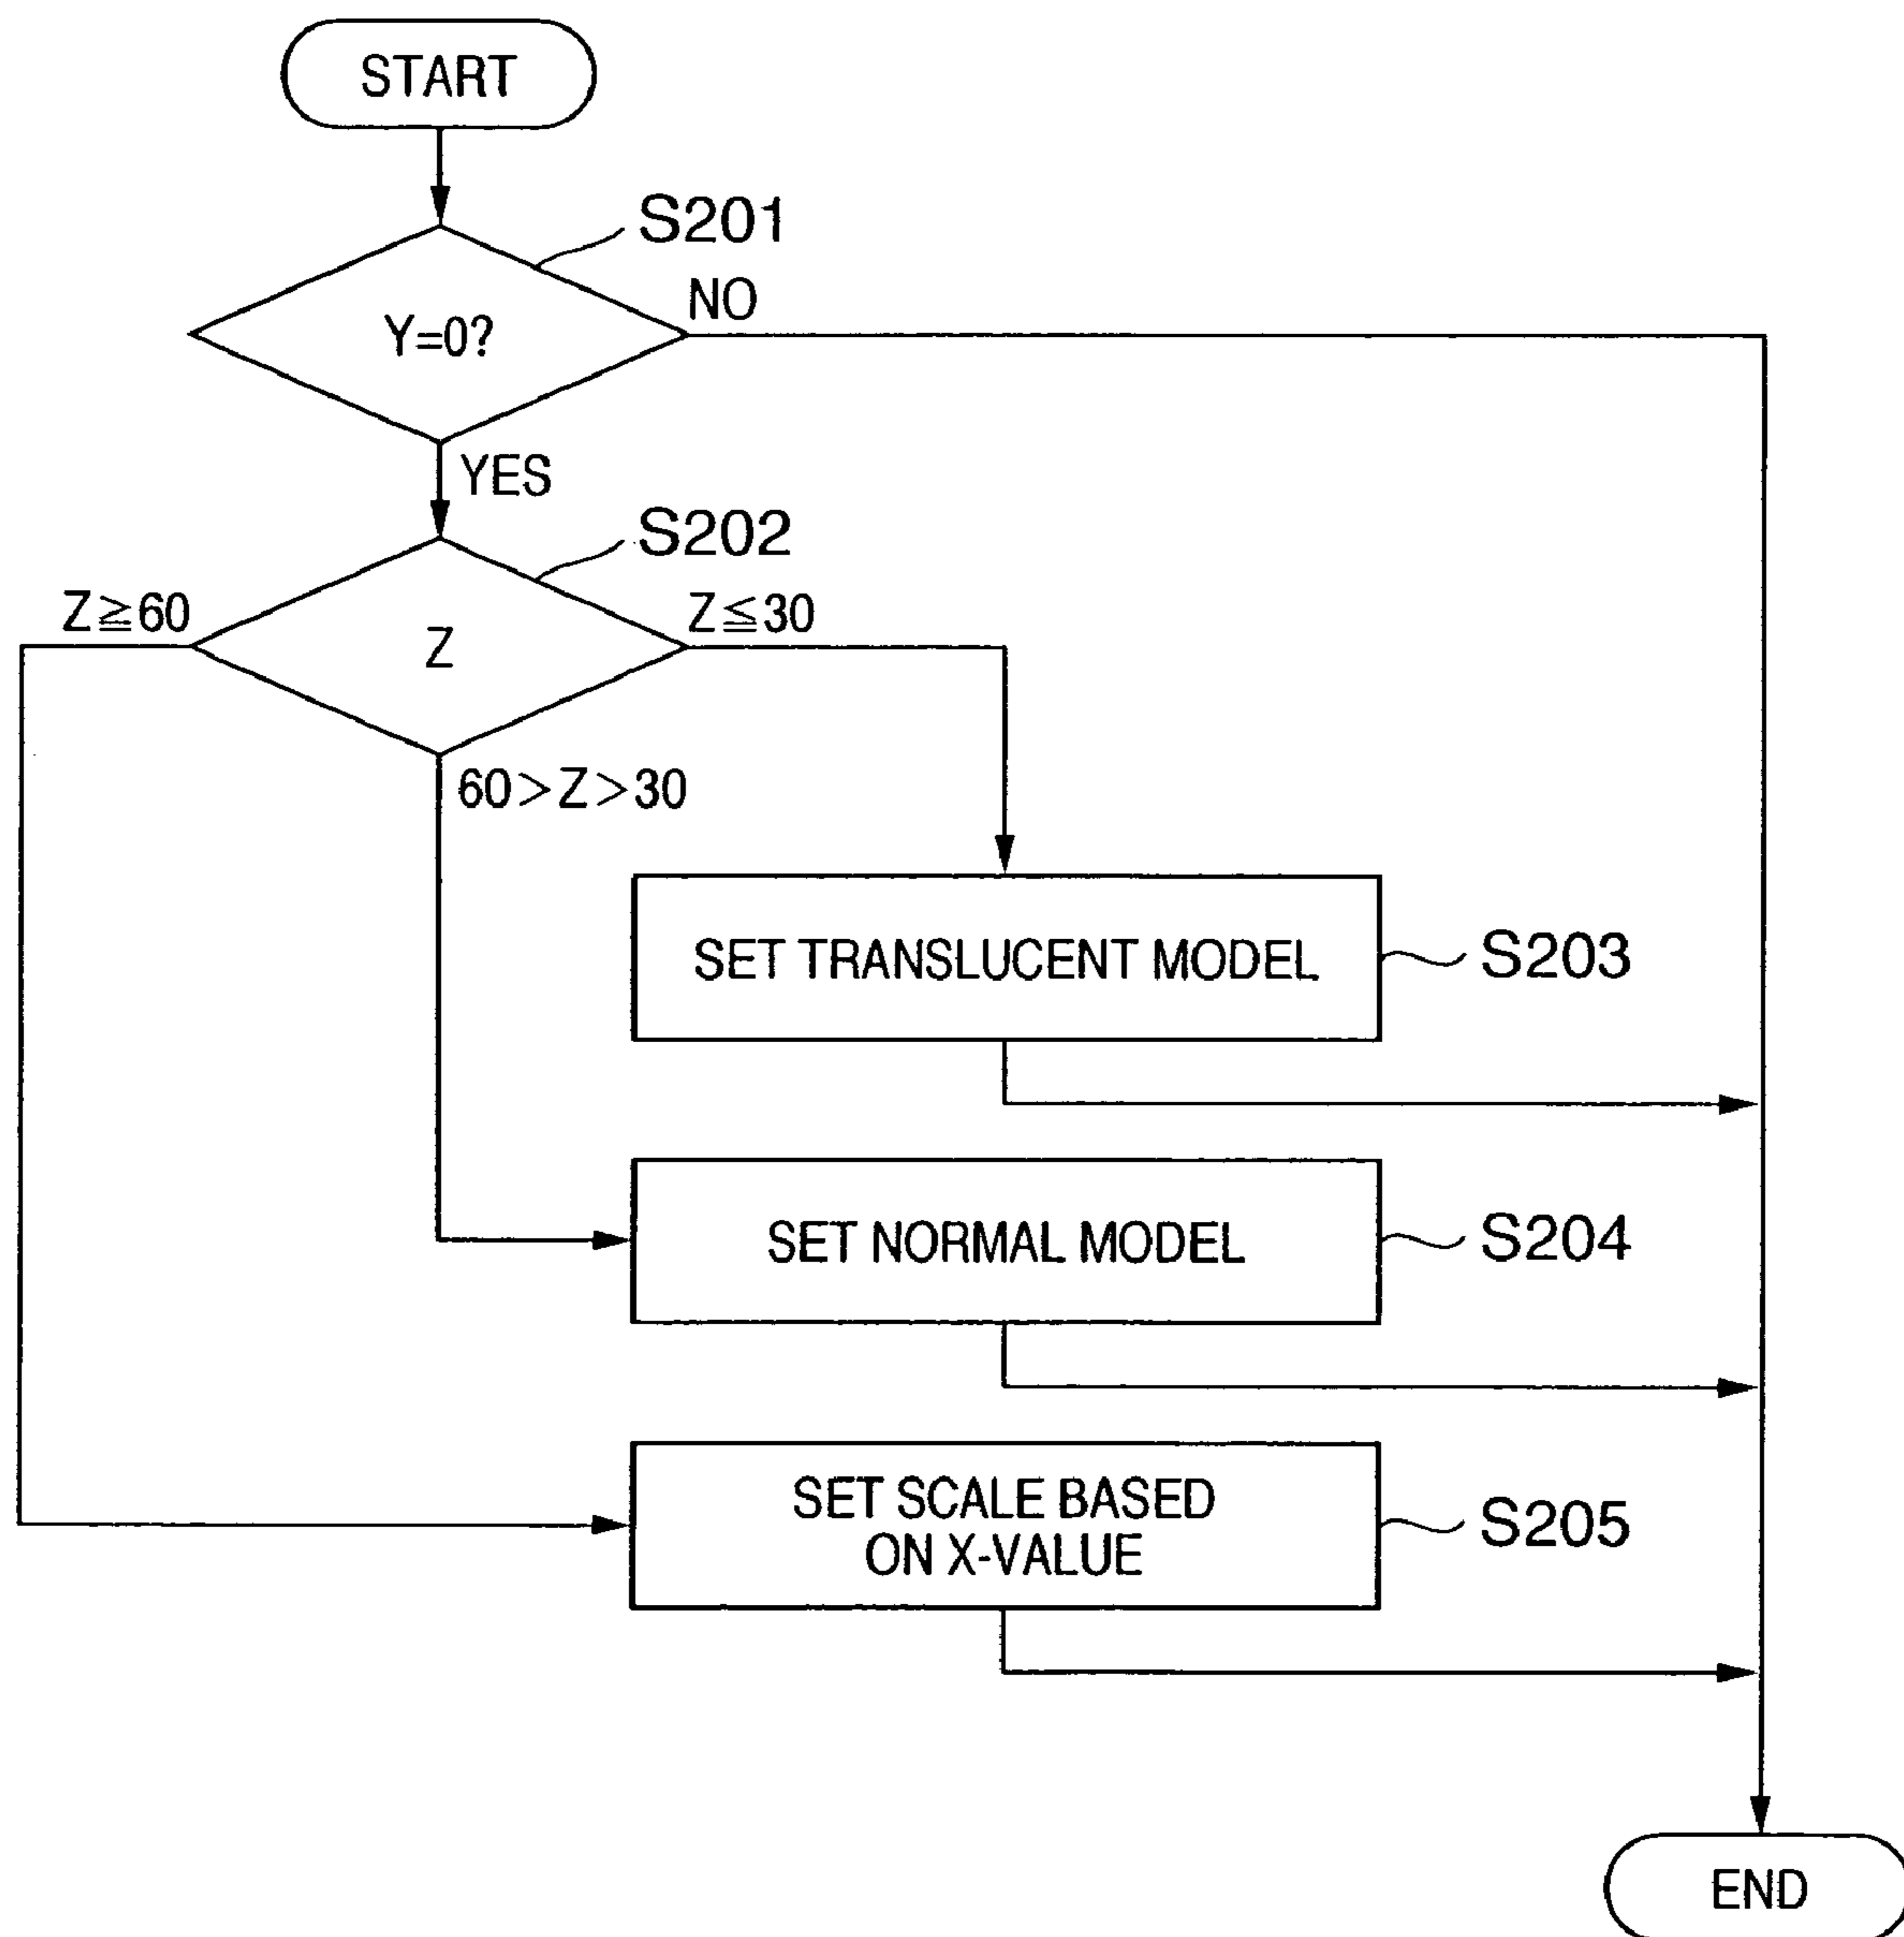 START
S201
Y=0?
NO
YES
S202
Z≧60
Z
Z≦30
60>Z>30
SET TRANSLUCENT MODEL
S203
SET NORMAL MODEL
S204
SET SCALE BASED
ON X-VALUE
S205
END